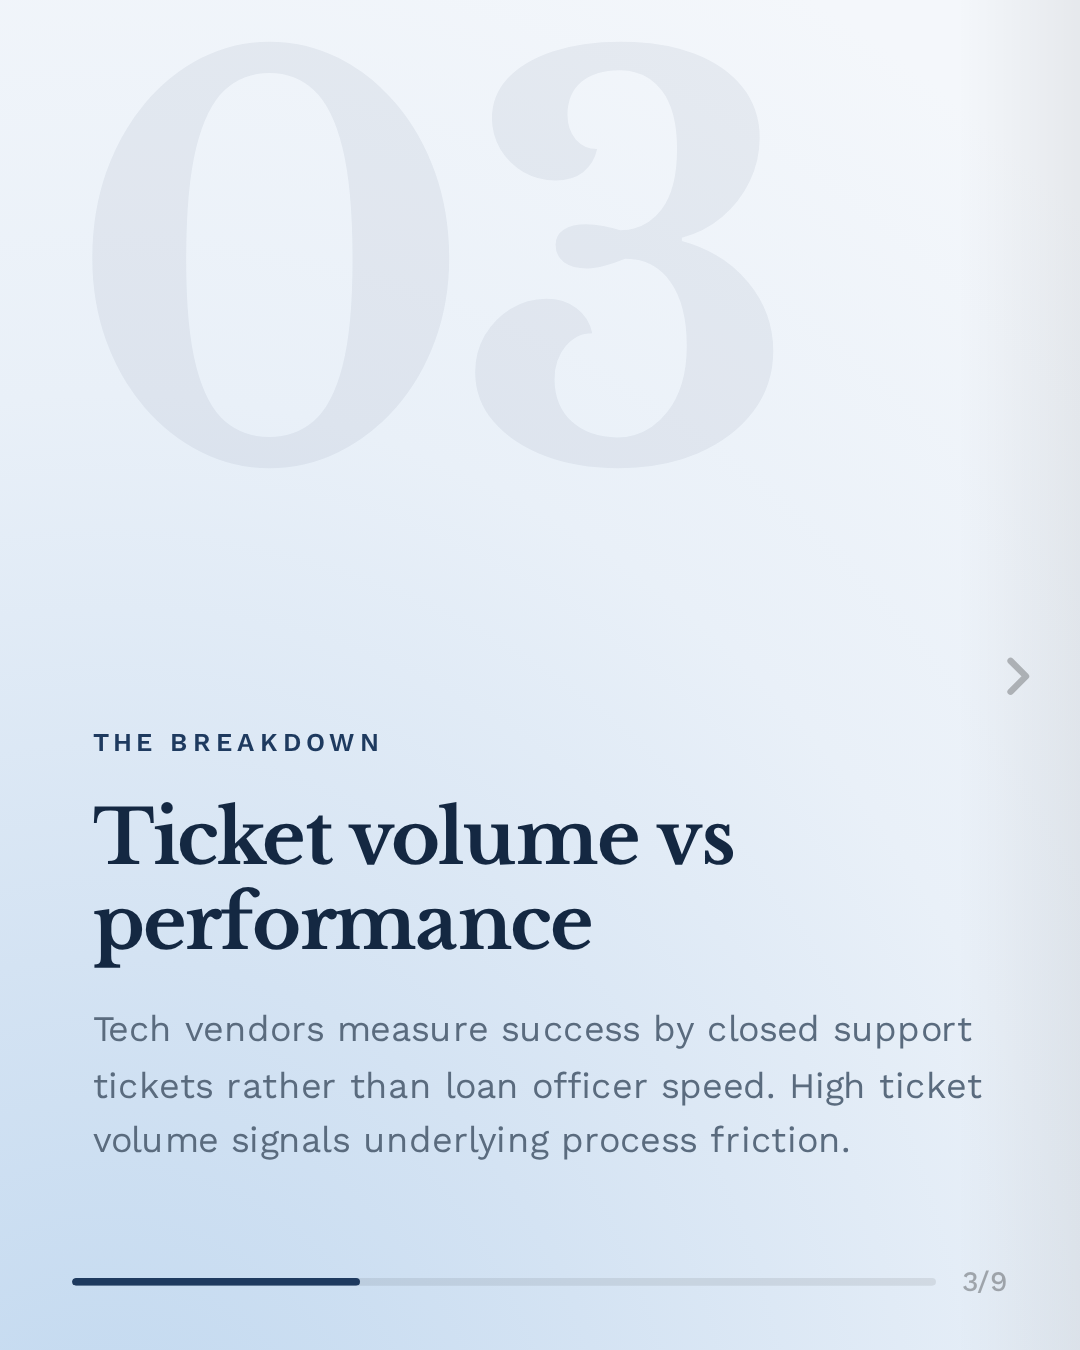 03
THE BREAKDOWN
Ticket volume vs
performance
Tech vendors measure success by closed support
tickets rather than loan officer speed. High ticket
volume signals underlying process friction.
3/9